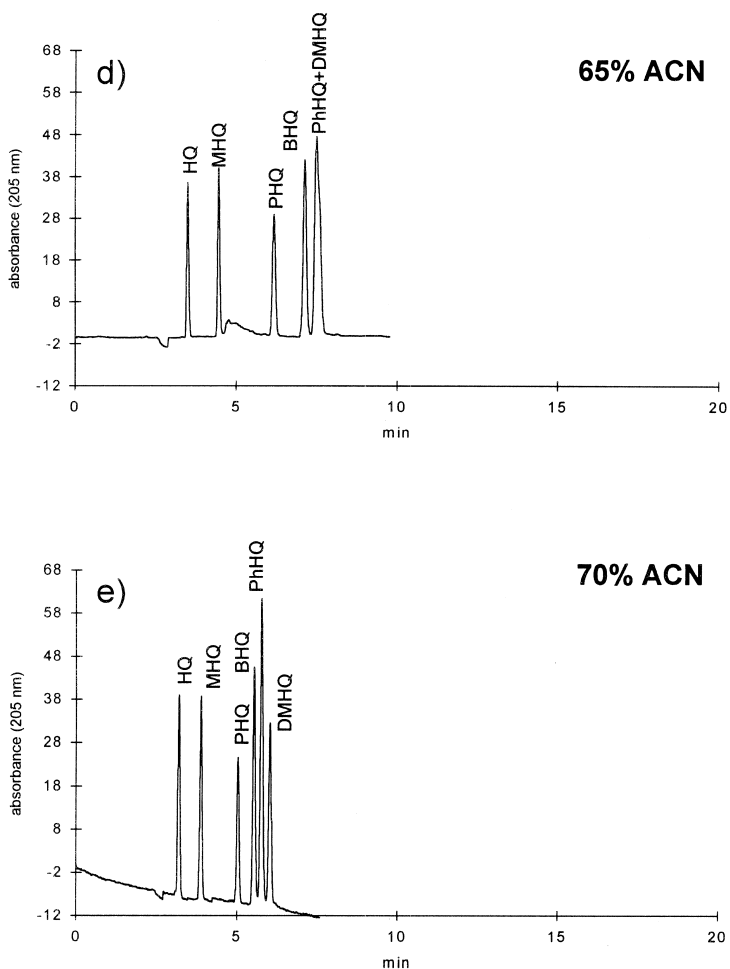 d)
65% ACN
absorbance (205 nm)
68
58
48
38
28
18
8
-2
-12
HQ
MHQ
PHQ
BHQ
PhHQ+DMHQ
0 5 10 15 20
min
e)
70% ACN
absorbance (205 nm)
68
58
48
38
28
18
8
-2
-12
HQ
MHQ
PHQ
BHQ
PhHQ
DMHQ
0 5 10 15 20
min